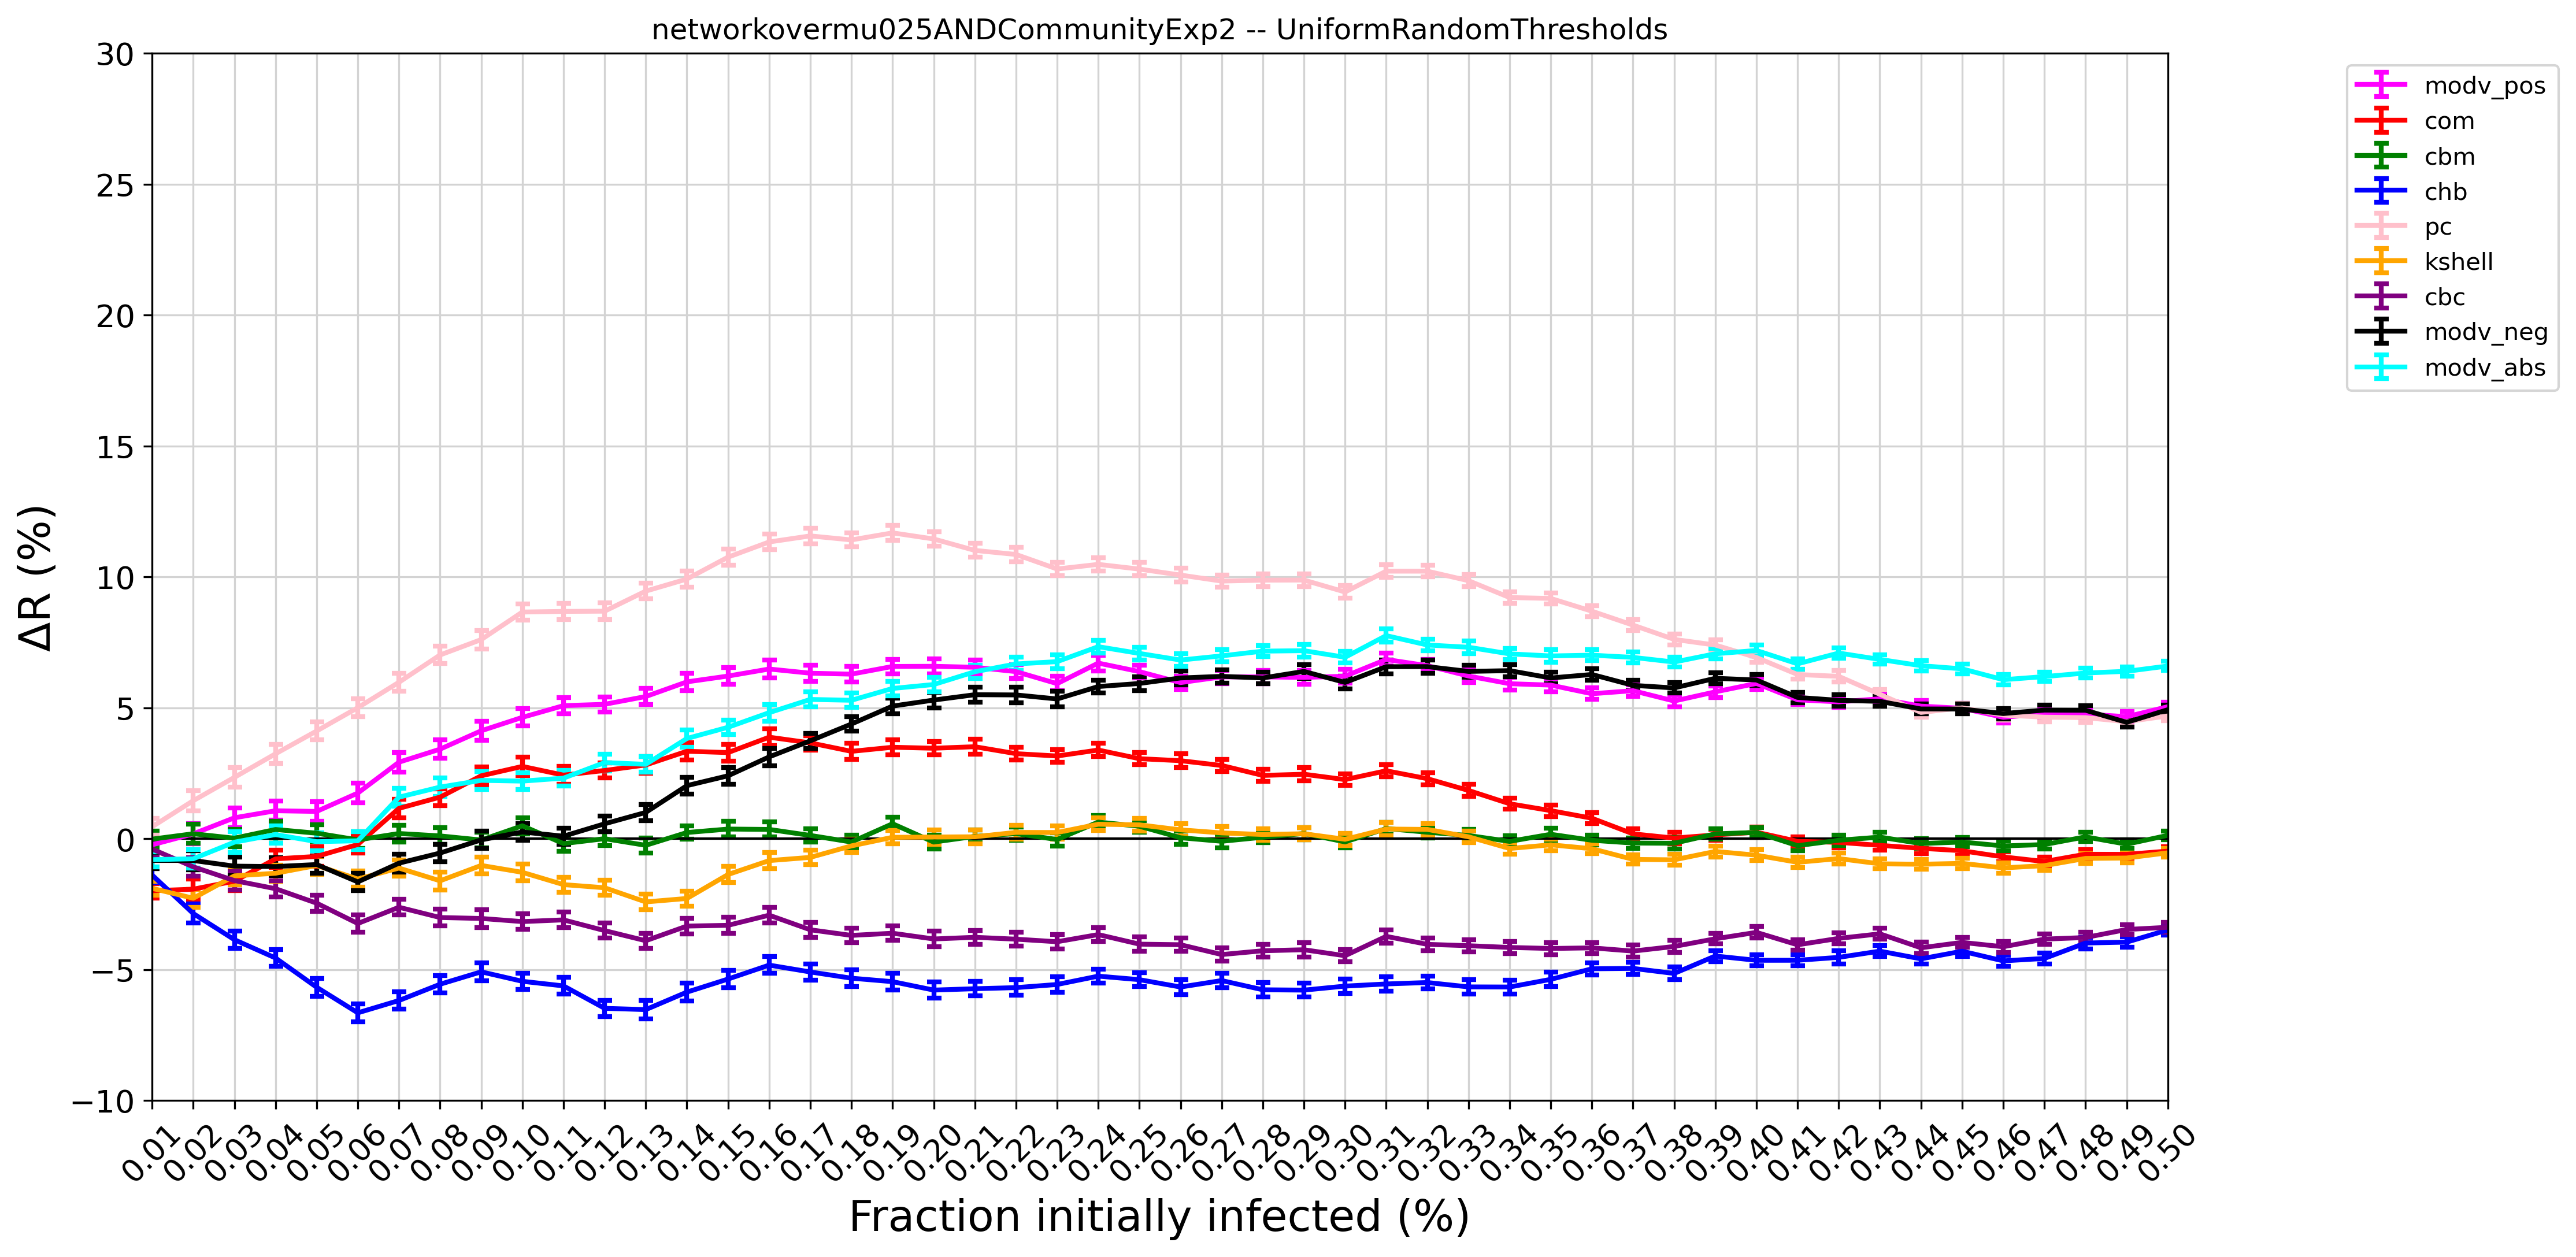 networkovermu025ANDCommunityExp2 -- UniformRandomThresholds
30
25
20
15
10
5
0
−5
−10
ΔR (%)
0.01 0.02 0.03 0.04 0.05 0.06 0.07 0.08 0.09 0.10 0.11 0.12 0.13 0.14 0.15 0.16 0.17 0.18 0.19 0.20 0.21 0.22 0.23 0.24 0.25 0.26 0.27 0.28 0.29 0.30 0.31 0.32 0.33 0.34 0.35 0.36 0.37 0.38 0.39 0.40 0.41 0.42 0.43 0.44 0.45 0.46 0.47 0.48 0.49 0.50
Fraction initially infected (%)
modv_pos
com
cbm
chb
pc
kshell
cbc
modv_neg
modv_abs